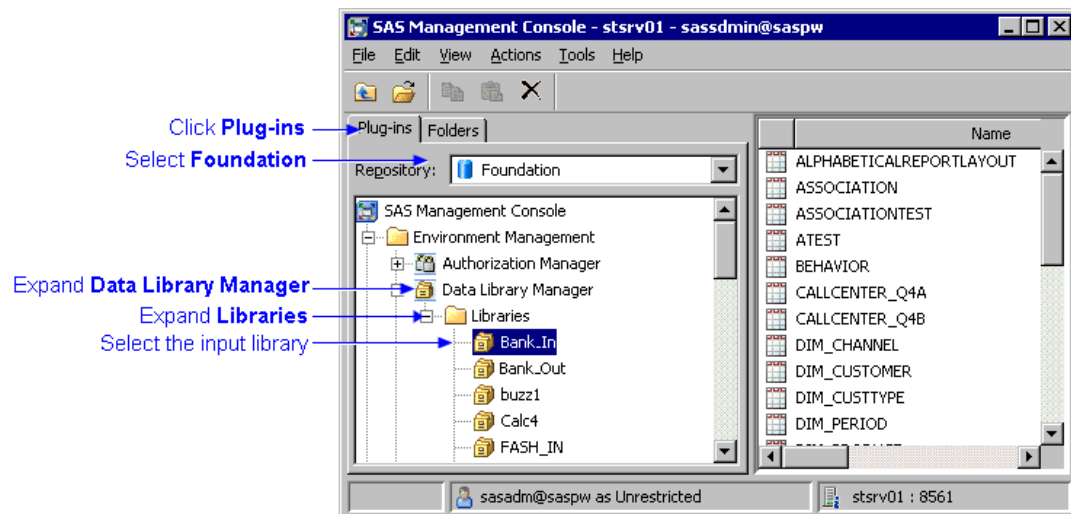 SAS Management Console - stsrv01 - sassdmin@saspw
File Edit View Actions Tools Help
Click Plug-ins
Plug-ins Folders
Select Foundation
Repository: Foundation
SAS Management Console
Environment Management
Authorization Manager
Expand Data Library Manager
Data Library Manager
Expand Libraries
Libraries
Select the input library
Bank_In
Bank_Out
buzz1
Calc4
FASH_IN
Name
ALPHABETICALREPORTLAYOUT
ASSOCIATION
ASSOCIATIONTEST
ATEST
BEHAVIOR
CALLCENTER_Q4A
CALLCENTER_Q4B
DIM_CHANNEL
DIM_CUSTOMER
DIM_CUSTTYPE
DIM_PERIOD
sasadm@saspw as Unrestricted
stsrv01 : 8561